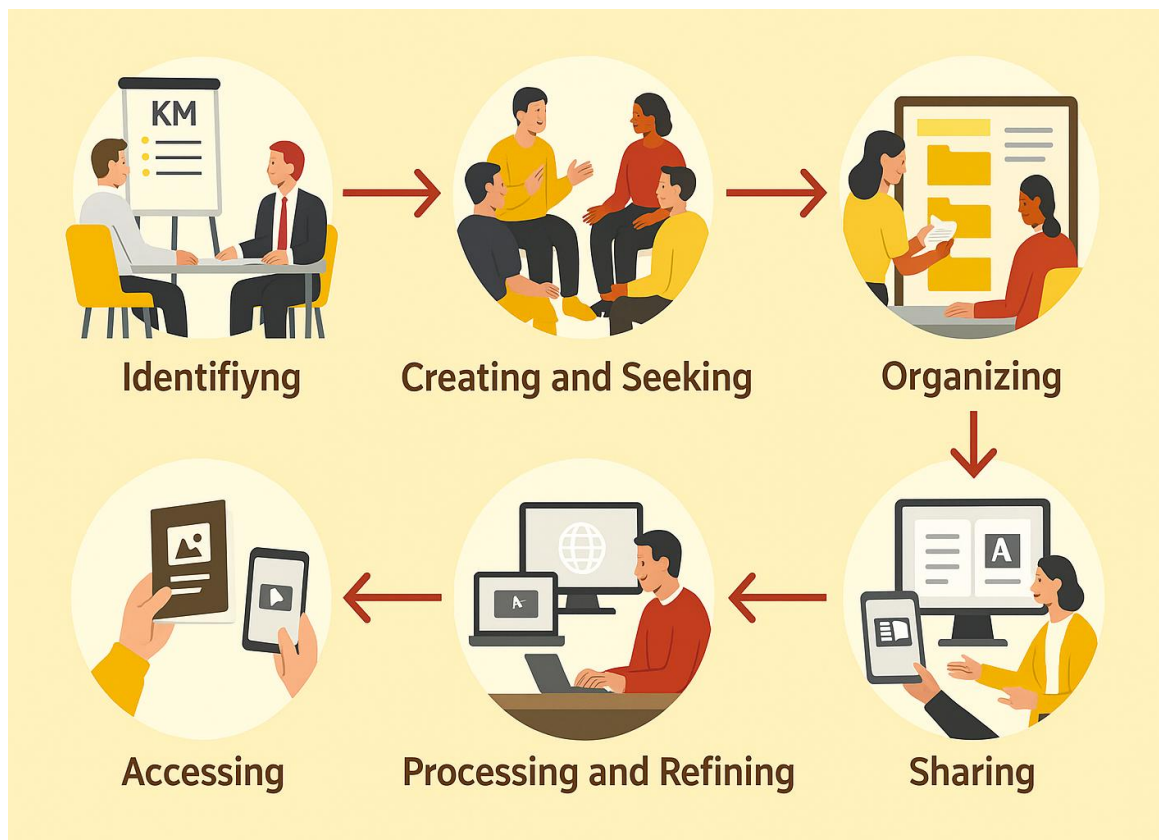 KM
Identifiyng
Creating and Seeking
Organizing
A
A
Accessing
Processing and Refining
Sharing